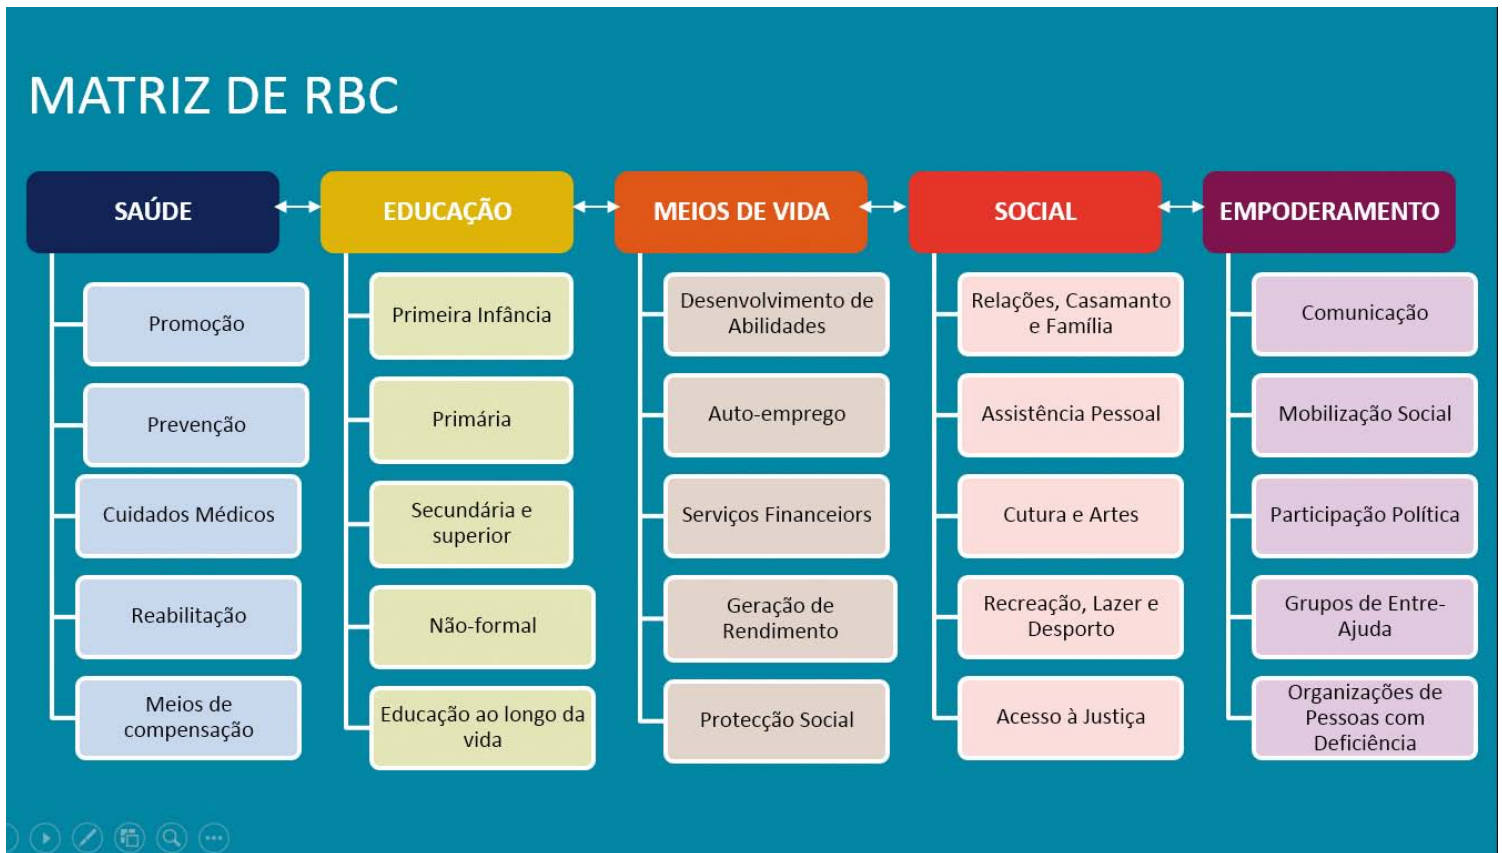 MATRIZ DE RBC
SAÚDE
Promoção
Prevenção
Cuidados Médicos
Reabilitação
Meios de
compensação
EDUCAÇÃO
Primeira Infância
Primária
Secundária e
superior
Não-formal
Educação ao longo da
vida
MEIOS DE VIDA
Desenvolvimento de
Abilidades
Auto-emprego
Serviços Financeiors
Geração de
Rendimento
Protecção Social
SOCIAL
Relações, Casamanto
e Família
Assistência Pessoal
Cutura e Artes
Recreação, Lazer e
Desporto
Acesso à Justiça
EMPODERAMENTO
Comunicação
Mobilização Social
Participação Política
Grupos de Entre-
Ajuda
Organizações de
Pessoas com
Deficiência